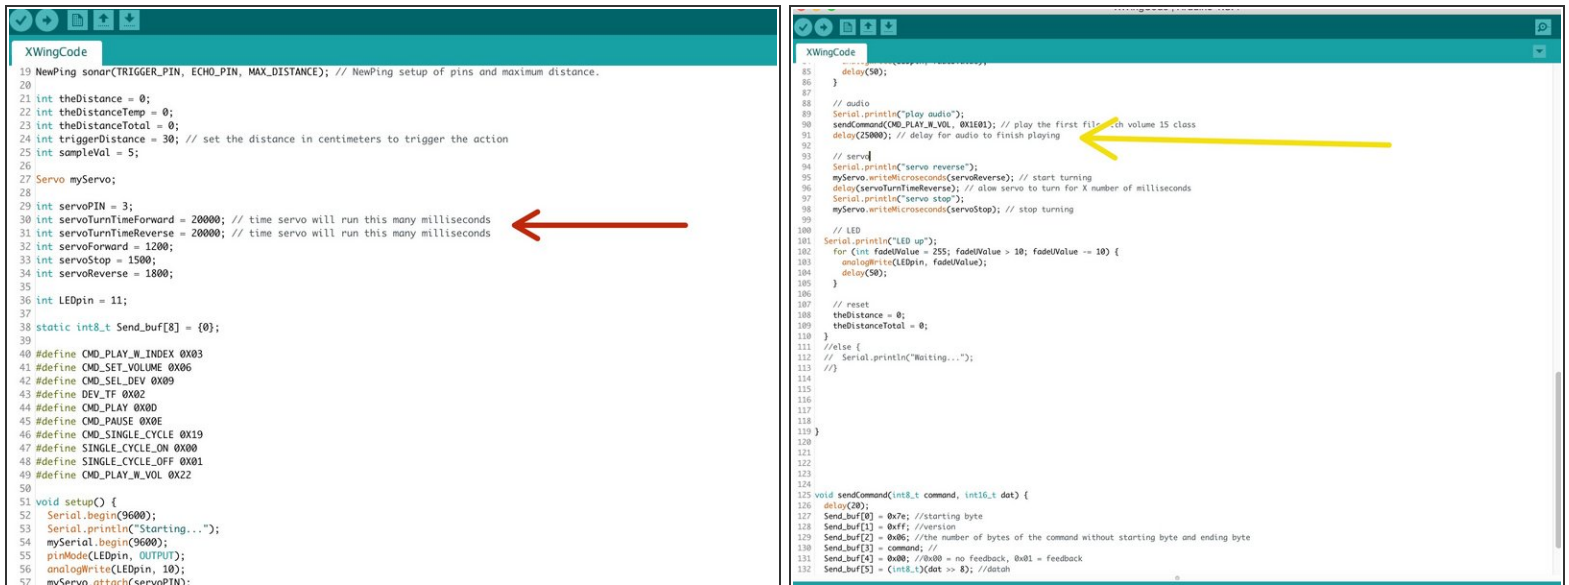 XWingCode
19 NewPing sonar(TRIGGER_PIN, ECHO_PIN, MAX_DISTANCE); // NewPing setup of pins and maximum distance.
20
21 int theDistance = 0;
22 int theDistanceTemp = 0;
23 int theDistanceTotal = 0;
24 int triggerDistance = 30; // set the distance in centimeters to trigger the action
25 int sampleVal = 5;
26
27 Servo myServo;
28
29 int servoPIN = 3;
30 int servoTurnTimeForward = 20000; // time servo will run this many milliseconds
31 int servoTurnTimeReverse = 20000; // time servo will run this many milliseconds
32 int servoForward = 1200;
33 int servoStop = 1500;
34 int servoReverse = 1800;
35
36 int LEDpin = 11;
37
38 static int8_t Send_buf[8] = {0};
39
40 #define CMD_PLAY_W_INDEX 0X03
41 #define CMD_SET_VOLUME 0X06
42 #define CMD_SEL_DEV 0X09
43 #define DEV_TF 0X02
44 #define CMD_PLAY 0X0D
45 #define CMD_PAUSE 0X0E
46 #define CMD_SINGLE_CYCLE 0X19
47 #define SINGLE_CYCLE_ON 0X00
48 #define SINGLE_CYCLE_OFF 0X01
49 #define CMD_PLAY_W_VOL 0X22
50
51 void setup() {
52 Serial.begin(9600);
53 Serial.println("Starting...");
54 mySerial.begin(9600);
55 pinMode(LEDpin, OUTPUT);
56 analogWrite(LEDpin, 10);
57 myServo.attach(servoPIN);
XWingCode
85 delay(50);
86 }
87
88 // audio
89 Serial.println("play audio");
90 sendCommand(CMD_PLAY_W_VOL, 0X1E01); // play the first volume 15 class
91 delay(25000); // delay for audio to finish playing
92
93 // servo
94 Serial.println("servo reverse");
95 myServo.writeMicroseconds(servoReverse); // start turning
96 delay(servoTurnTimeReverse); // alow servo to turn for X number of milliseconds
97 Serial.println("servo stop");
98 myServo.writeMicroseconds(servoStop); // stop turning
99
100 // LED
101 Serial.println("LED up");
102 for (int fadeUValue = 255; fadeUValue > 10; fadeUValue -= 10) {
103 analogWrite(LEDpin, fadeUValue);
104 delay(50);
105 }
106
107 // reset
108 theDistance = 0;
109 theDistanceTotal = 0;
110 }
111 //else {
112 // Serial.println("Waiting...");
113 //}
114
115
116
117
118
119 }
120
121
122
123
124
125 void sendCommand(int8_t command, int16_t dat) {
126 delay(20);
127 Send_buf[0] = 0x7e; //starting byte
128 Send_buf[1] = 0xff; //version
129 Send_buf[2] = 0x06; //the number of bytes of the command without starting byte and ending byte
130 Send_buf[3] = command; //
131 Send_buf[4] = 0x00; //0x00 = no feedback, 0x01 = feedback
132 Send_buf[5] = (int8_t)(dat >> 8); //datah